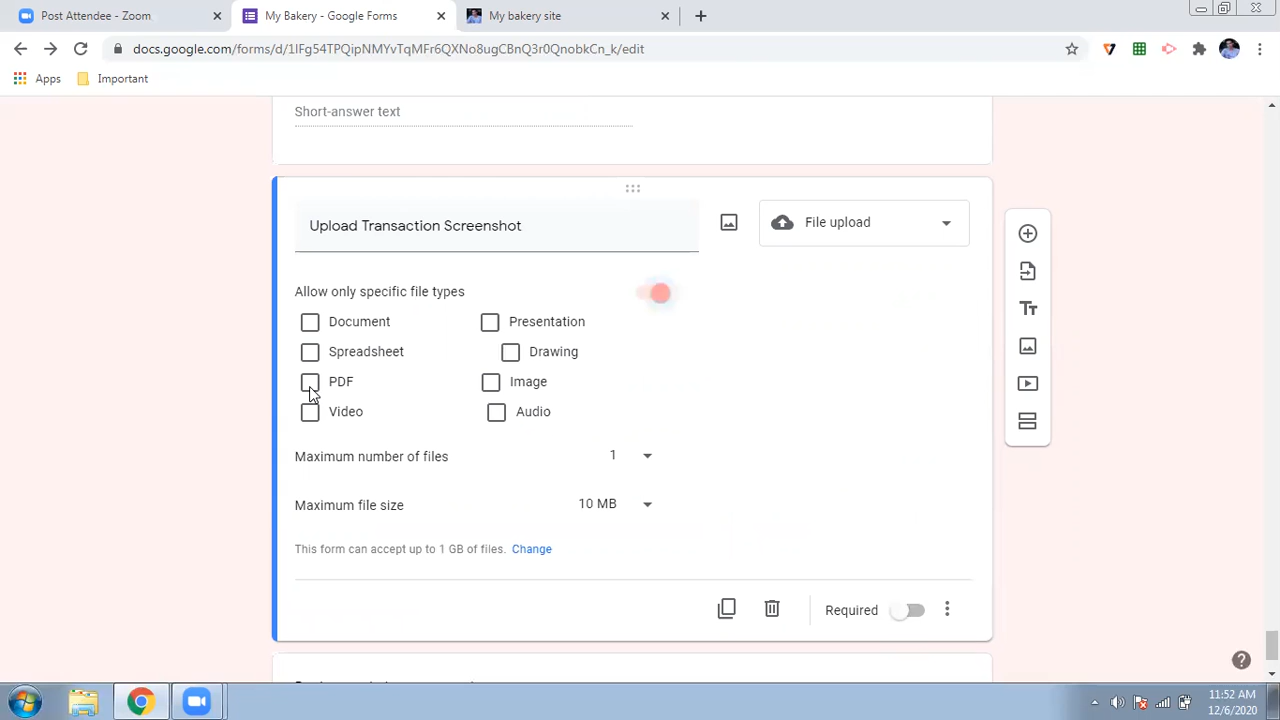 Post Attendee - Zoom
My Bakery - Google Forms
My bakery site
docs.google.com/forms/d/1IFg54TPQipNMYvTqMFr6QXNo8ugCBnQ3r0QnobkCn_k/edit
Apps
Important
Short-answer text
Upload Transaction Screenshot
File upload
Allow only specific file types
Document
Presentation
Spreadsheet
Drawing
PDF
Image
Video
Audio
Maximum number of files
1
Maximum file size
10 MB
This form can accept up to 1 GB of files. Change
Required
11:52 AM
12/6/2020